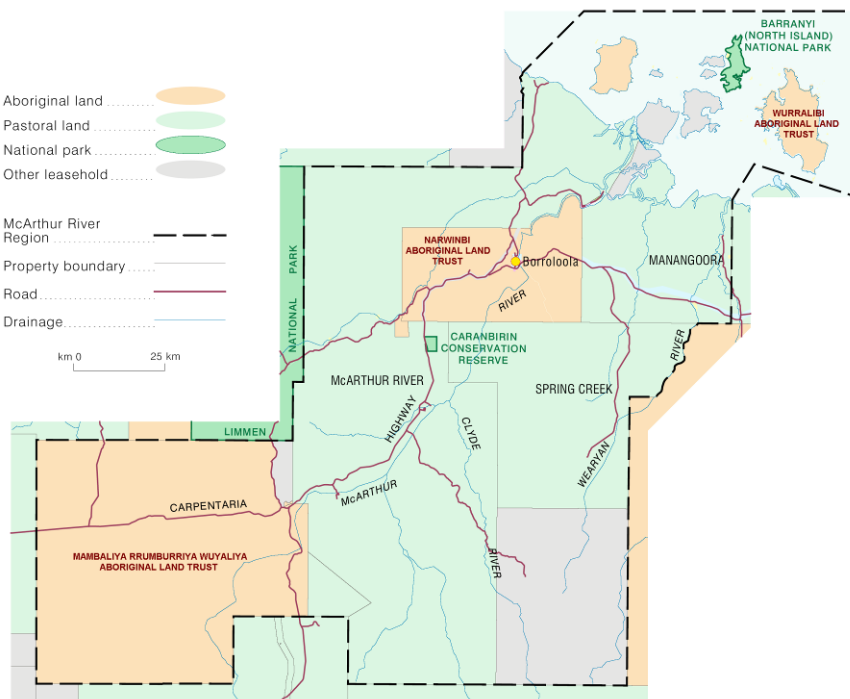 Aboriginal land ............
Pastoral land ............
National park ............
Other leasehold ............
McArthur River
Region ............
Property boundary ............
Road ............
Drainage ............
km 0 25 km
BARRANYI
(NORTH ISLAND)
NATIONAL PARK
WURRALIBI
ABORIGINAL LAND
TRUST
NARWINBI
ABORIGINAL LAND
TRUST
Borroloola
MANANGOORA
RIVER
NATIONAL PARK
LIMMEN
CARANBIRIN
CONSERVATION
RESERVE
RIVER
McARTHUR RIVER
SPRING CREEK
HIGHWAY
CLYDE
WEARYAN
McARTHUR
CARPENTARIA
RIVER
MAMBALIYA RRUMBURRIYA WUYALIYA
ABORIGINAL LAND TRUST